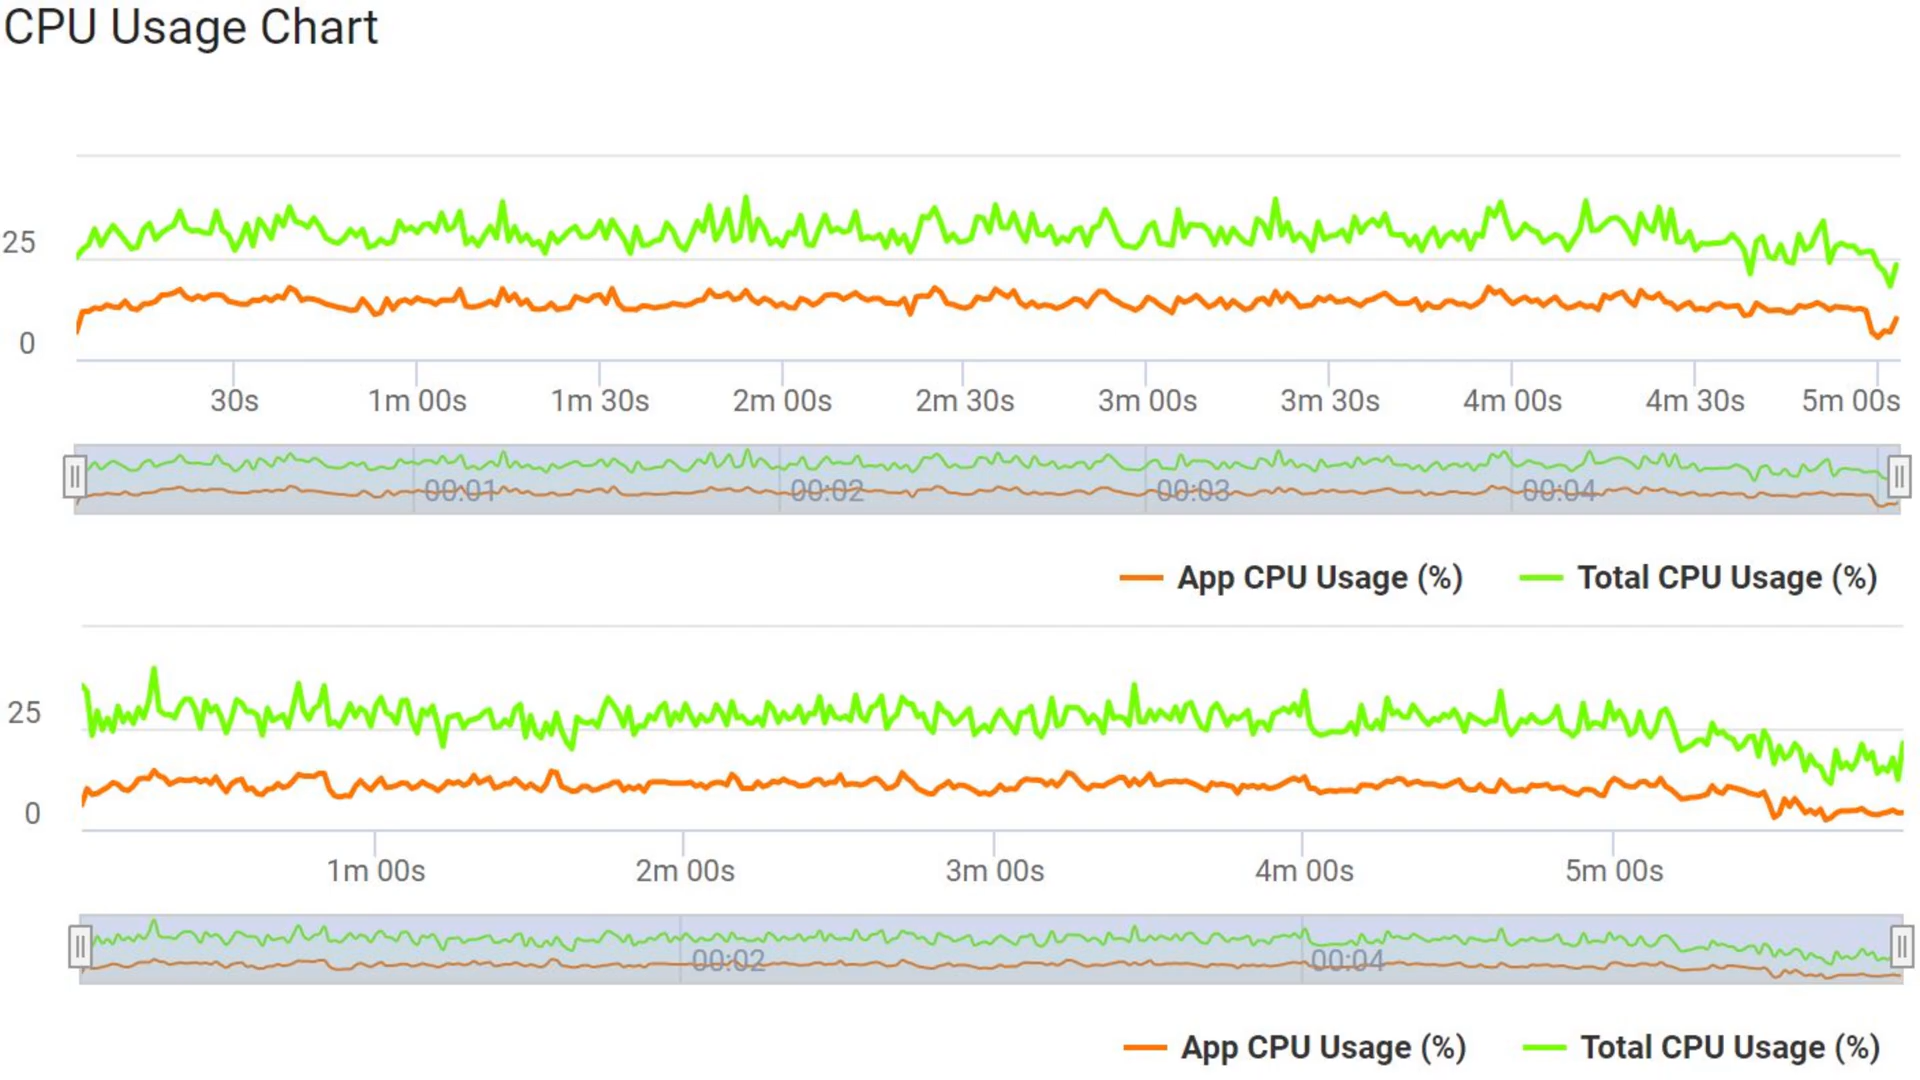 CPU Usage Chart
25
0
30s 1m 00s 1m 30s 2m 00s 2m 30s 3m 00s 3m 30s 4m 00s 4m 30s 5m 00s
00:01 00:02 00:03 00:04
App CPU Usage (%) Total CPU Usage (%)
25
0
1m 00s 2m 00s 3m 00s 4m 00s 5m 00s
00:02 00:04
App CPU Usage (%) Total CPU Usage (%)